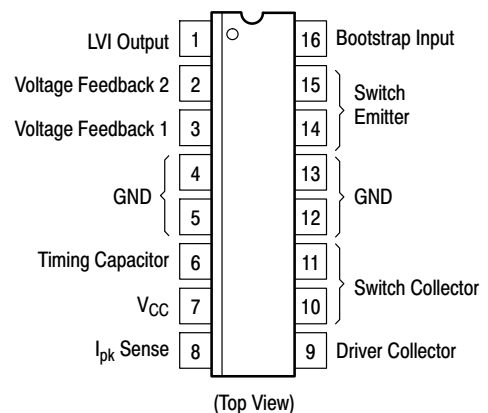 LVI Output 1 16 Bootstrap Input
Voltage Feedback 2 2 15 Switch
Emitter
Voltage Feedback 1 3 14
4 13
GND GND
5 12
Timing Capacitor 6 11
Switch Collector
VCC 7 10
Ipk Sense 8 9 Driver Collector
(Top View)